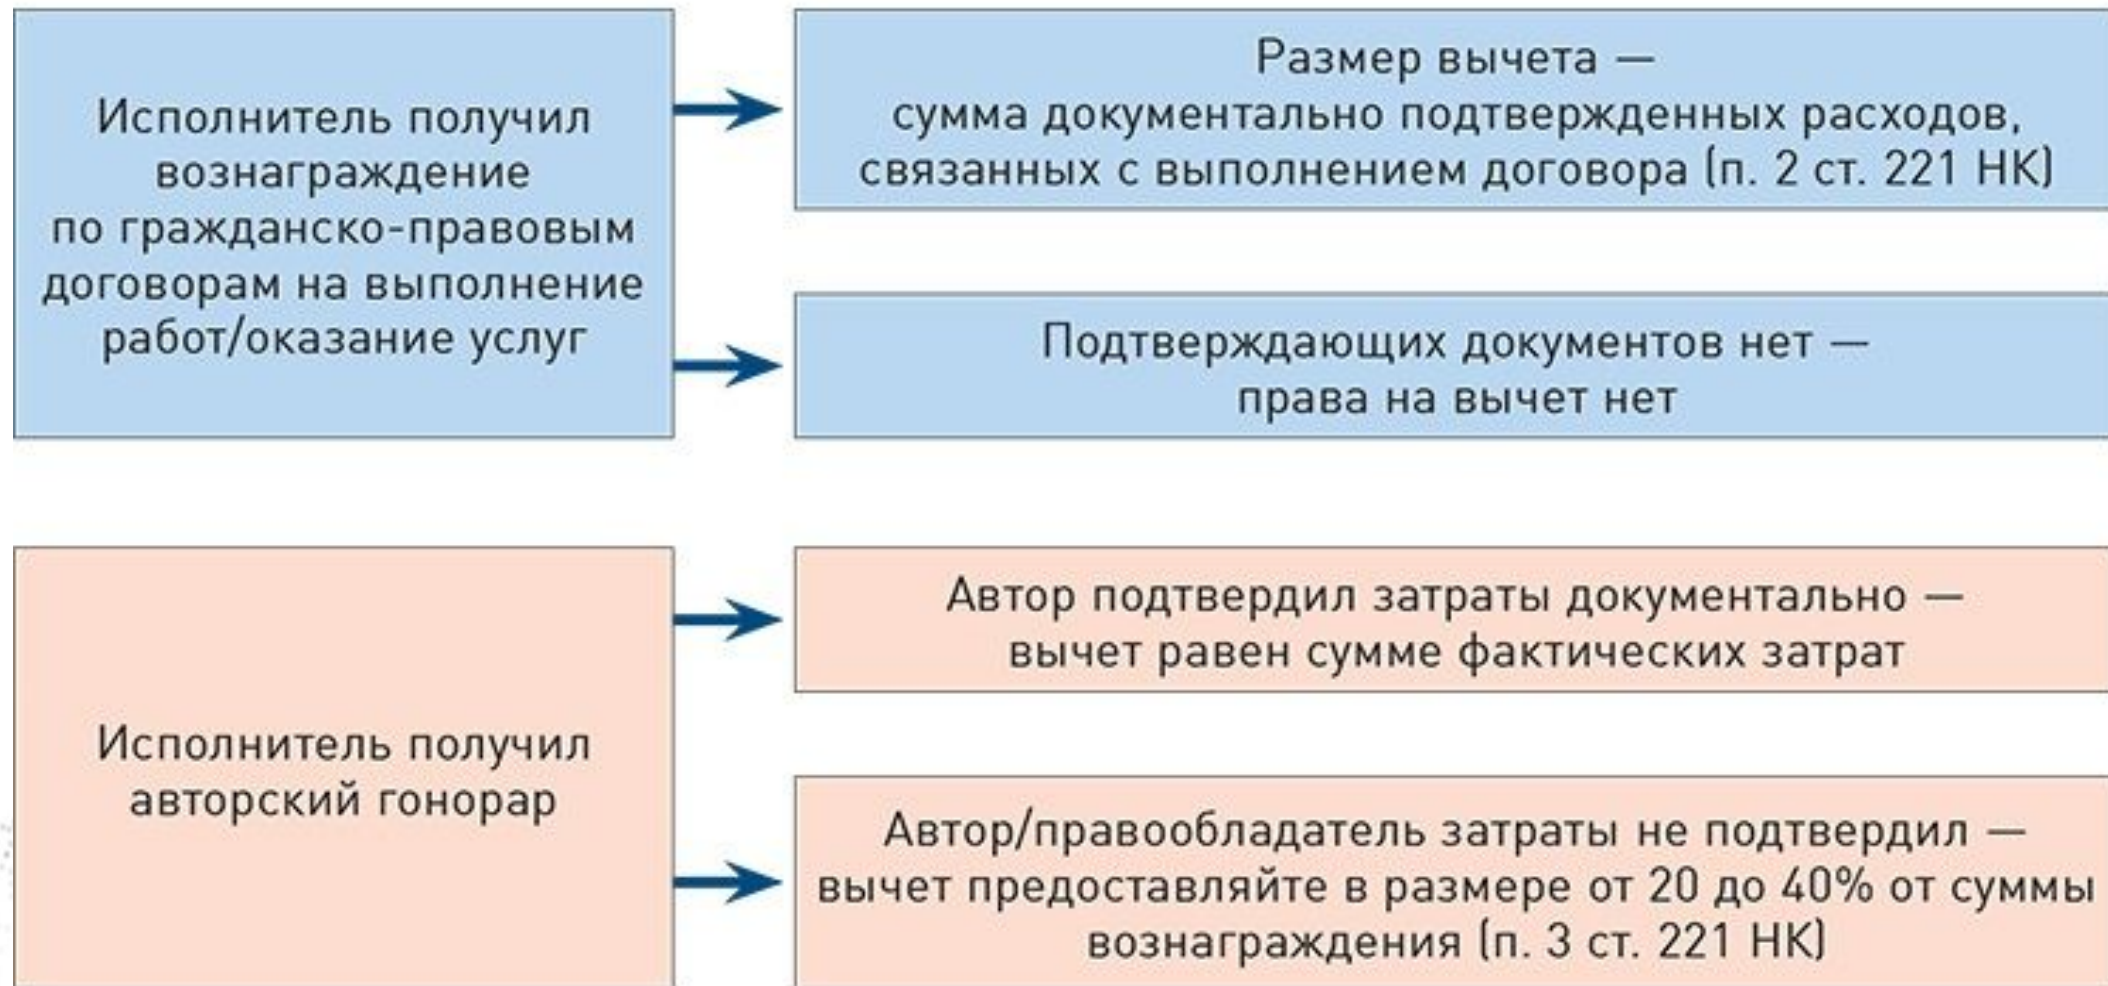 Исполнитель получил
вознаграждение
по гражданско-правовым
договорам на выполнение
работ/оказание услуг
Размер вычета —
сумма документально подтвержденных расходов,
связанных с выполнением договора (п. 2 ст. 221 НК)
Подтверждающих документов нет —
права на вычет нет
Исполнитель получил
авторский гонорар
Автор подтвердил затраты документально —
вычет равен сумме фактических затрат
Автор/правообладатель затраты не подтвердил —
вычет предоставляйте в размере от 20 до 40% от суммы
вознаграждения (п. 3 ст. 221 НК)